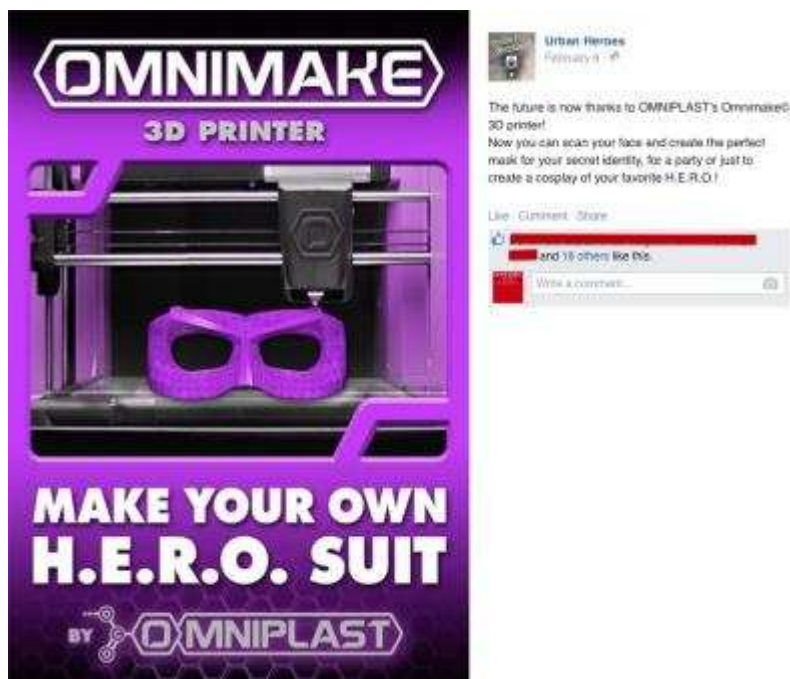 OMNIMAKE
3D PRINTER
MAKE YOUR OWN
H.E.R.O. SUIT
BY OMNIPLAST
Urban Heroes
February
The future is now thanks to OMNIPLAST's Omnimake©
3D printer!
Now you can scan your face and create the perfect
mask for your secret identity, for a party or just to
create a cosplay of your favorite H.E.R.O.!
Like Comment Share
and 18 others like this.
Write a comment...